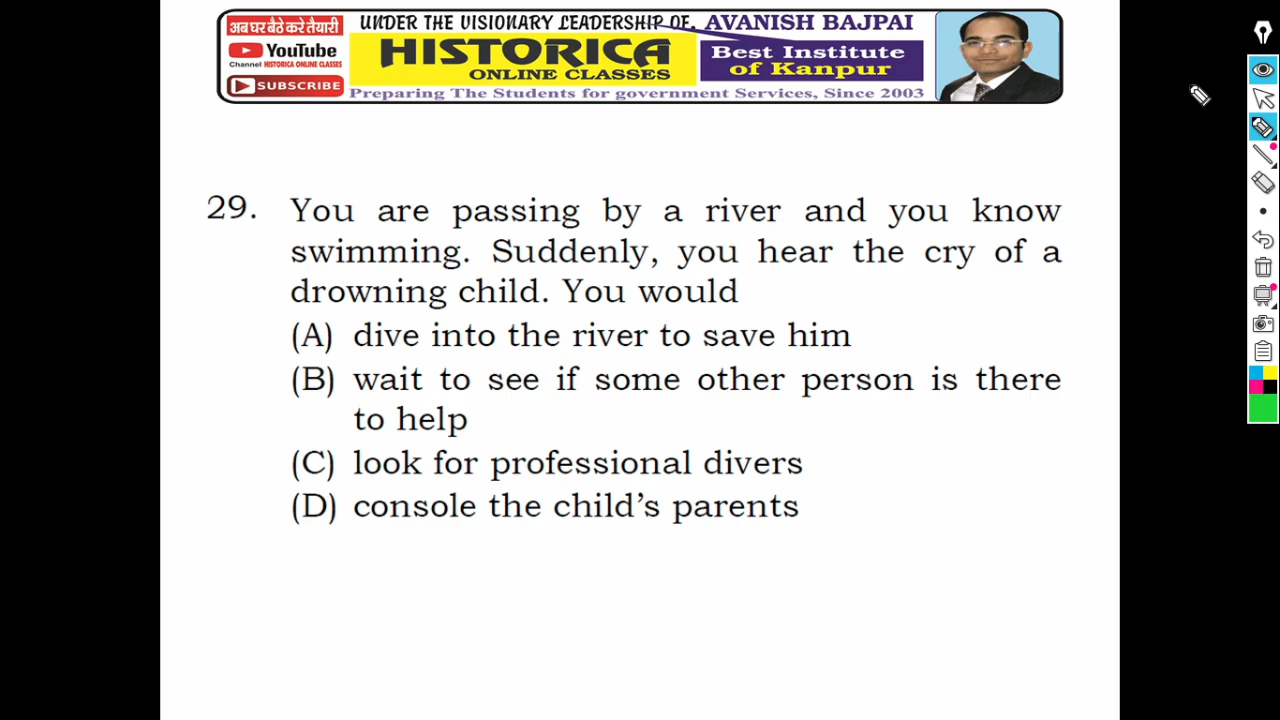 अब घर बैठे करे तैयारी
YouTube
Channel HISTORICA ONLINE CLASSES
SUBSCRIBE
UNDER THE VISIONARY LEADERSHIP OF. AVANISH BAJPAI
HISTORICA
ONLINE CLASSES
Best Institute
of Kanpur
Preparing The Students for government Services, Since 2003
29. You are passing by a river and you know
swimming. Suddenly, you hear the cry of a
drowning child. You would
(A) dive into the river to save him
(B) wait to see if some other person is there
to help
(C) look for professional divers
(D) console the child’s parents